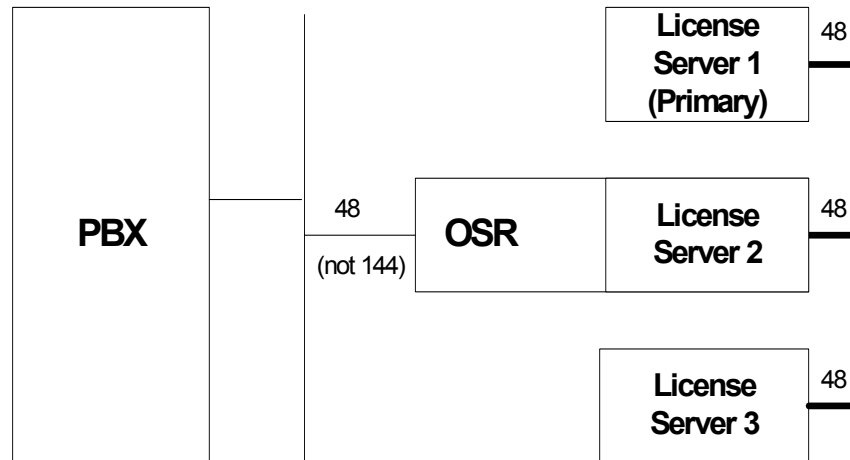 License
Server 1
(Primary)
48
PBX
48
(not 144)
OSR
License
Server 2
48
License
Server 3
48